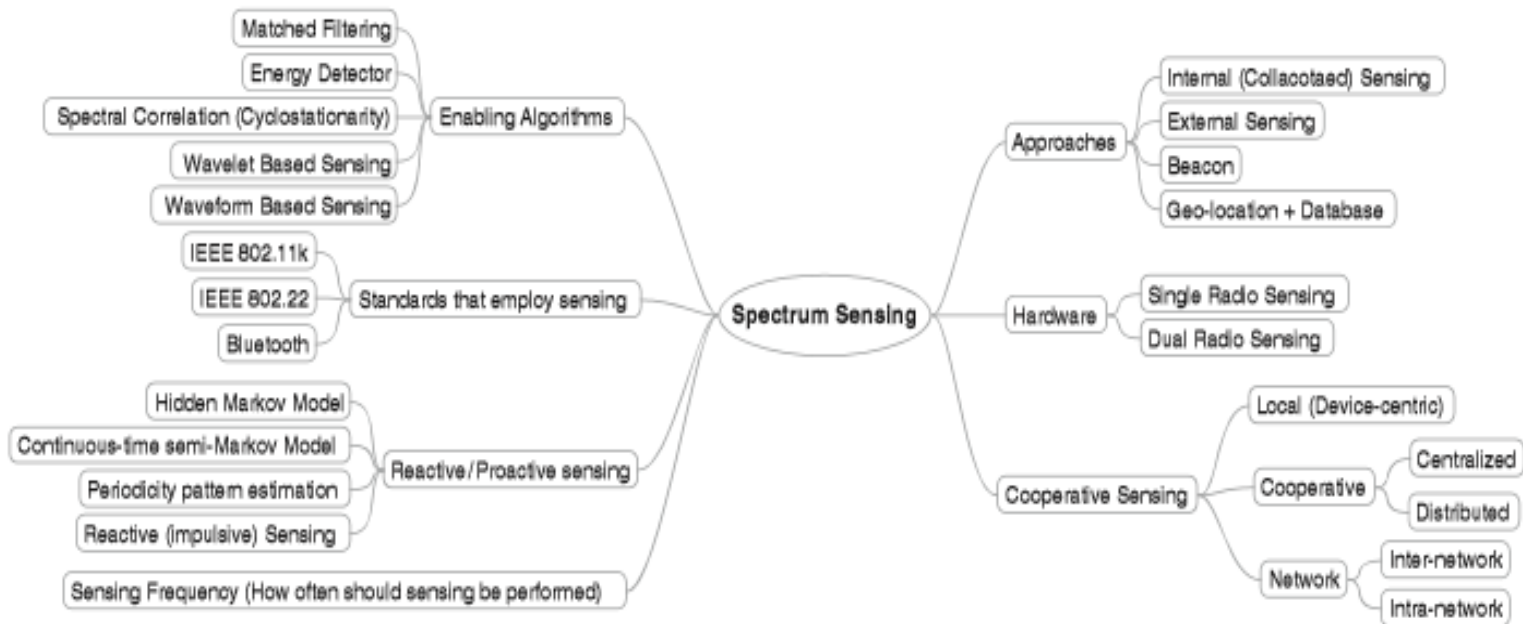 Matched Filtering
Energy Detector
Spectral Correlation (Cyclostationarity)
Wavelet Based Sensing
Waveform Based Sensing
Enabling Algorithms
IEEE 802.11k
IEEE 802.22
Bluetooth
Standards that employ sensing
Hidden Markov Model
Continuous-time semi-Markov Model
Periodicity pattern estimation
Reactive (impulsive) Sensing
Reactive/Proactive sensing
Sensing Frequency (How often should sensing be performed)
Spectrum Sensing
Approaches
Internal (Collacotaed) Sensing
External Sensing
Beacon
Geo-location + Database
Hardware
Single Radio Sensing
Dual Radio Sensing
Cooperative Sensing
Local (Device-centric)
Cooperative
Centralized
Distributed
Network
Inter-network
Intra-network